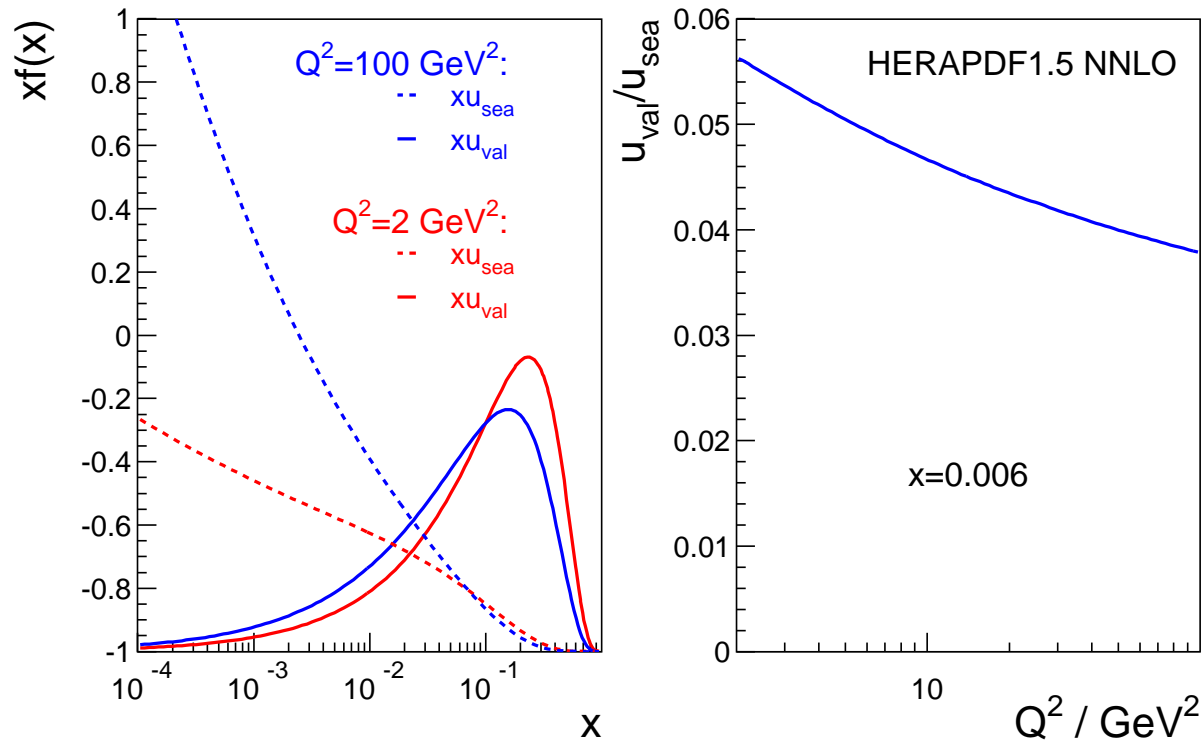 xf(x)
1
0.8
0.6
0.4
0.2
0
-0.2
-0.4
-0.6
-0.8
-1
Q²=100 GeV²:
xu_sea
xu_val
Q²=2 GeV²:
xu_sea
xu_val
10⁻⁴ 10⁻³ 10⁻² 10⁻¹
x
u_val/u_sea
0.06
0.05
0.04
0.03
0.02
0.01
0
HERAPDF1.5 NNLO
x=0.006
10
Q² / GeV²